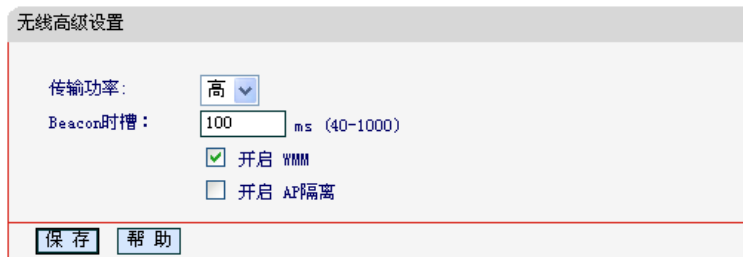 无线高级设置
传输功率: 高
Beacon时槽: 100 ms (40-1000)
开启 WMM
开启 AP隔离
保 存 帮 助